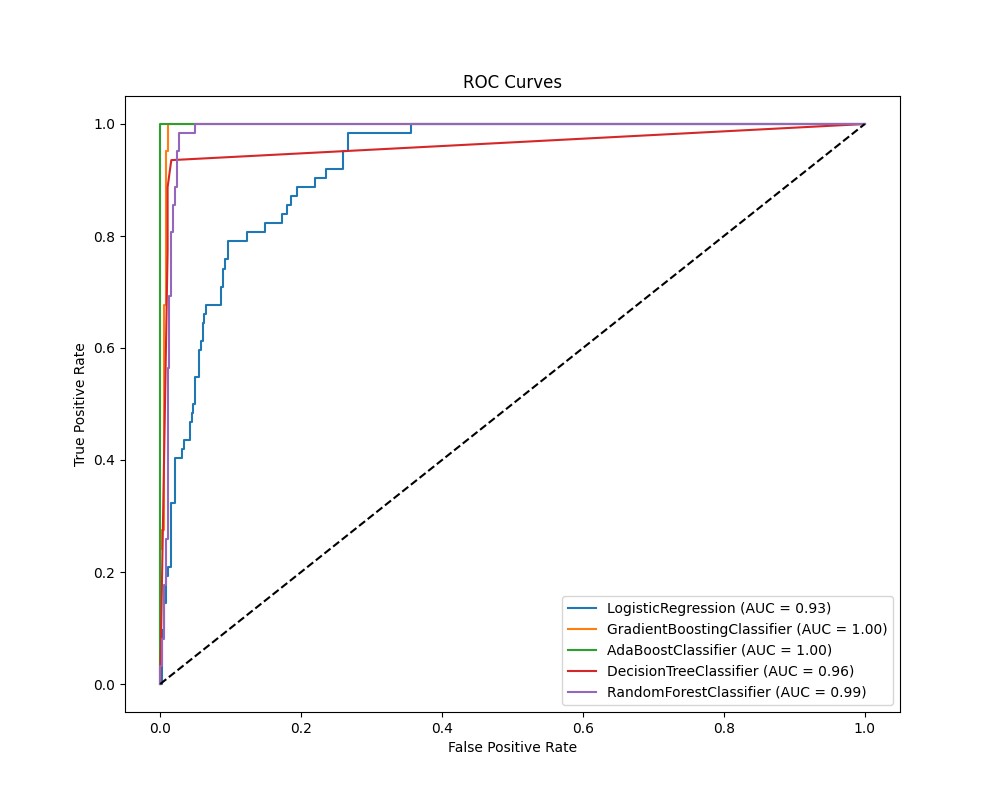 ROC Curves
True Positive Rate
1.0
0.8
0.6
0.4
0.2
0.0
LogisticRegression (AUC = 0.93)
GradientBoostingClassifier (AUC = 1.00)
AdaBoostClassifier (AUC = 1.00)
DecisionTreeClassifier (AUC = 0.96)
RandomForestClassifier (AUC = 0.99)
0.0 0.2 0.4 0.6 0.8 1.0
False Positive Rate